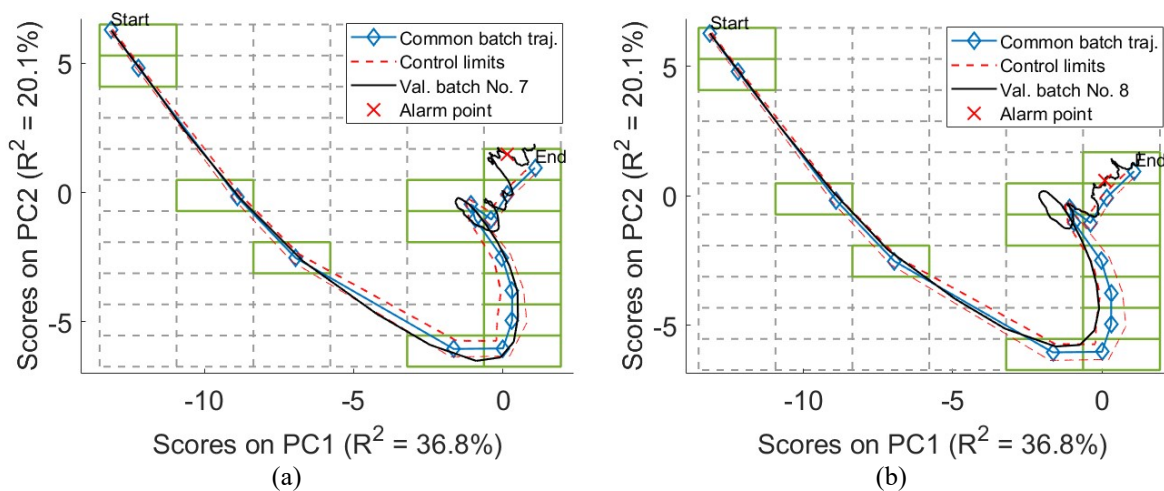 Start
Common batch traj.
Control limits
Val. batch No. 7
Alarm point
End
5
0
-5
-10
-5
0
Scores on PC2 (R² = 20.1%)
Scores on PC1 (R² = 36.8%)
(a)
Start
Common batch traj.
Control limits
Val. batch No. 8
Alarm point
End
5
0
-5
-10
-5
0
Scores on PC2 (R² = 20.1%)
Scores on PC1 (R² = 36.8%)
(b)